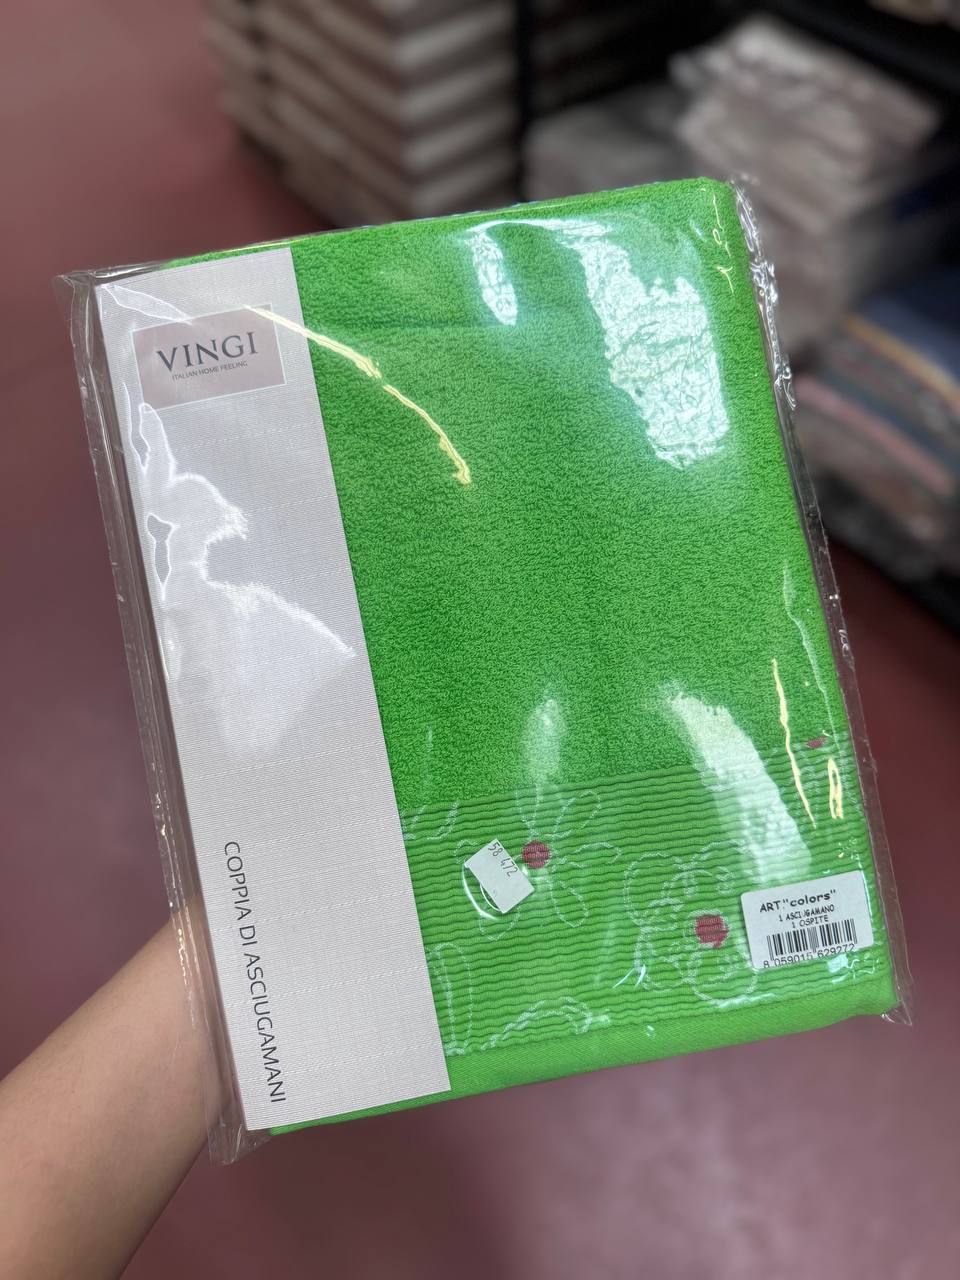 VINGI
ITALIAN HOME FEELING
COPPIA DI ASCIUGAMANI
58 472
ART."colors"
1 ASCIUGAMANO
1 OSPITE
8 059015 629272